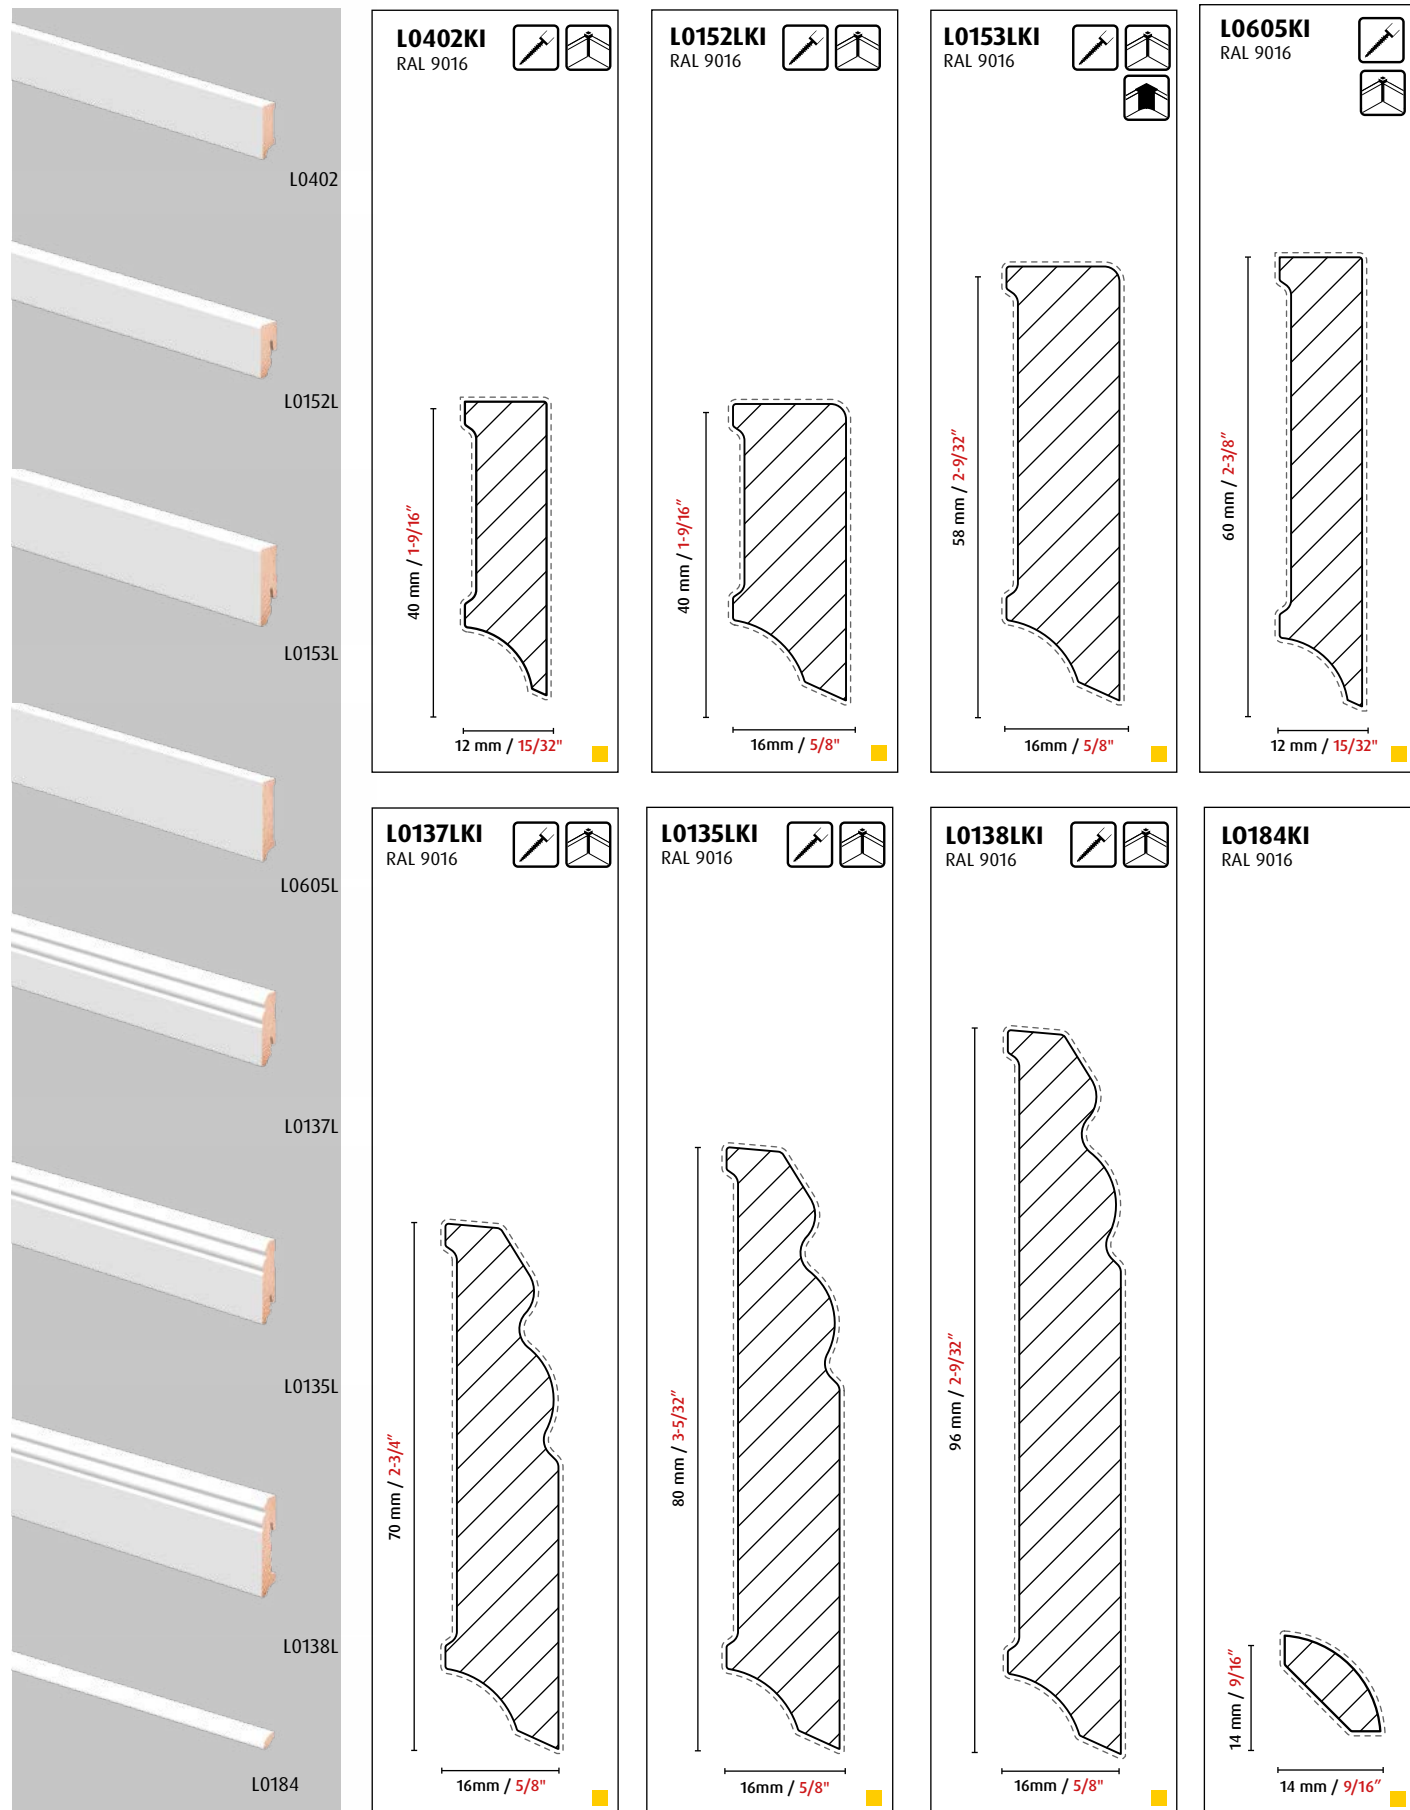 L0402
L0152L
L0153L
L0605L
L0137L
L0135L
L0138L
L0184
L0402KI
RAL 9016
40 mm / 1-9/16"
12 mm / 15/32"
L0152LKI
RAL 9016
40 mm / 1-9/16"
16mm / 5/8"
L0153LKI
RAL 9016
58 mm / 2-9/32"
16mm / 5/8"
L0605KI
RAL 9016
60 mm / 2-3/8"
12 mm / 15/32"
L0137LKI
RAL 9016
70 mm / 2-3/4"
16mm / 5/8"
L0135LKI
RAL 9016
80 mm / 3-5/32"
16mm / 5/8"
L0138LKI
RAL 9016
96 mm / 2-9/32"
16mm / 5/8"
L0184KI
RAL 9016
14 mm / 9/16"
14 mm / 9/16"